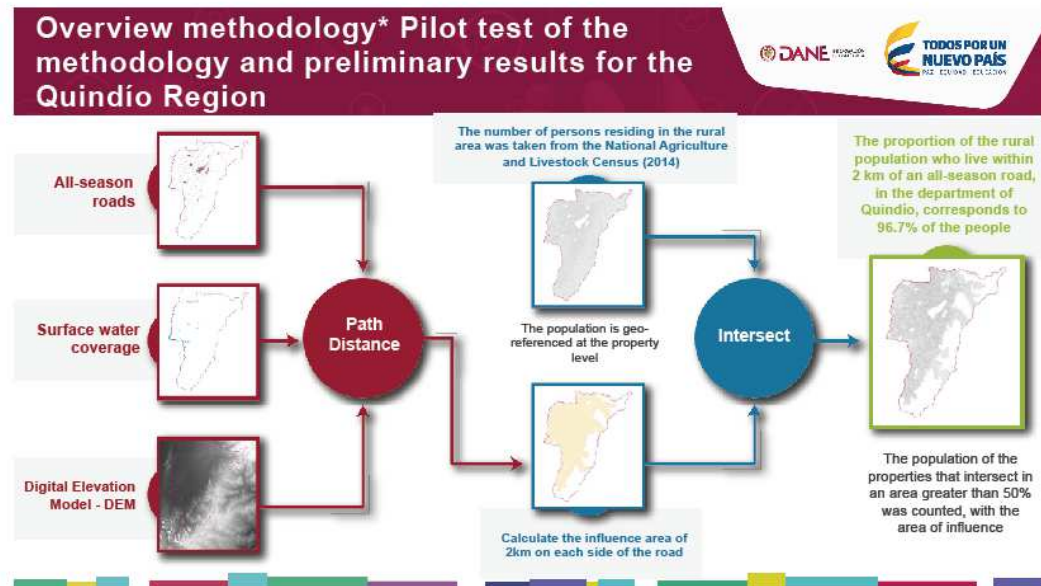 Overview methodology* Pilot test of the
methodology and preliminary results for the
Quindío Region
DANE
TODOS POR UN
NUEVO PAÍS
PAZ EQUIDAD EDUCACIÓN
All-season
roads
Surface water
coverage
Digital Elevation
Model - DEM
Path
Distance
The number of persons residing in the rural
area was taken from the National Agriculture
and Livestock Census (2014)
The population is geo-
referenced at the property
level
Calculate the influence area of
2km on each side of the road
Intersect
The proportion of the rural
population who live within
2 km of an all-season road,
in the department of
Quindío, corresponds to
96.7% of the people
The population of the
properties that intersect in
an area greater than 50%
was counted, with the
area of influence